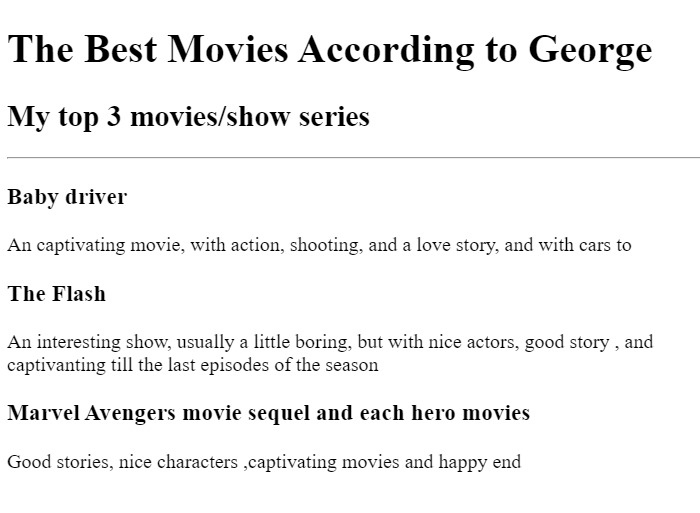 The Best Movies According to George
My top 3 movies/show series
Baby driver
An captivating movie, with action, shooting, and a love story, and with cars to
The Flash
An interesting show, usually a little boring, but with nice actors, good story , and
captivanting till the last episodes of the season
Marvel Avengers movie sequel and each hero movies
Good stories, nice characters ,captivating movies and happy end